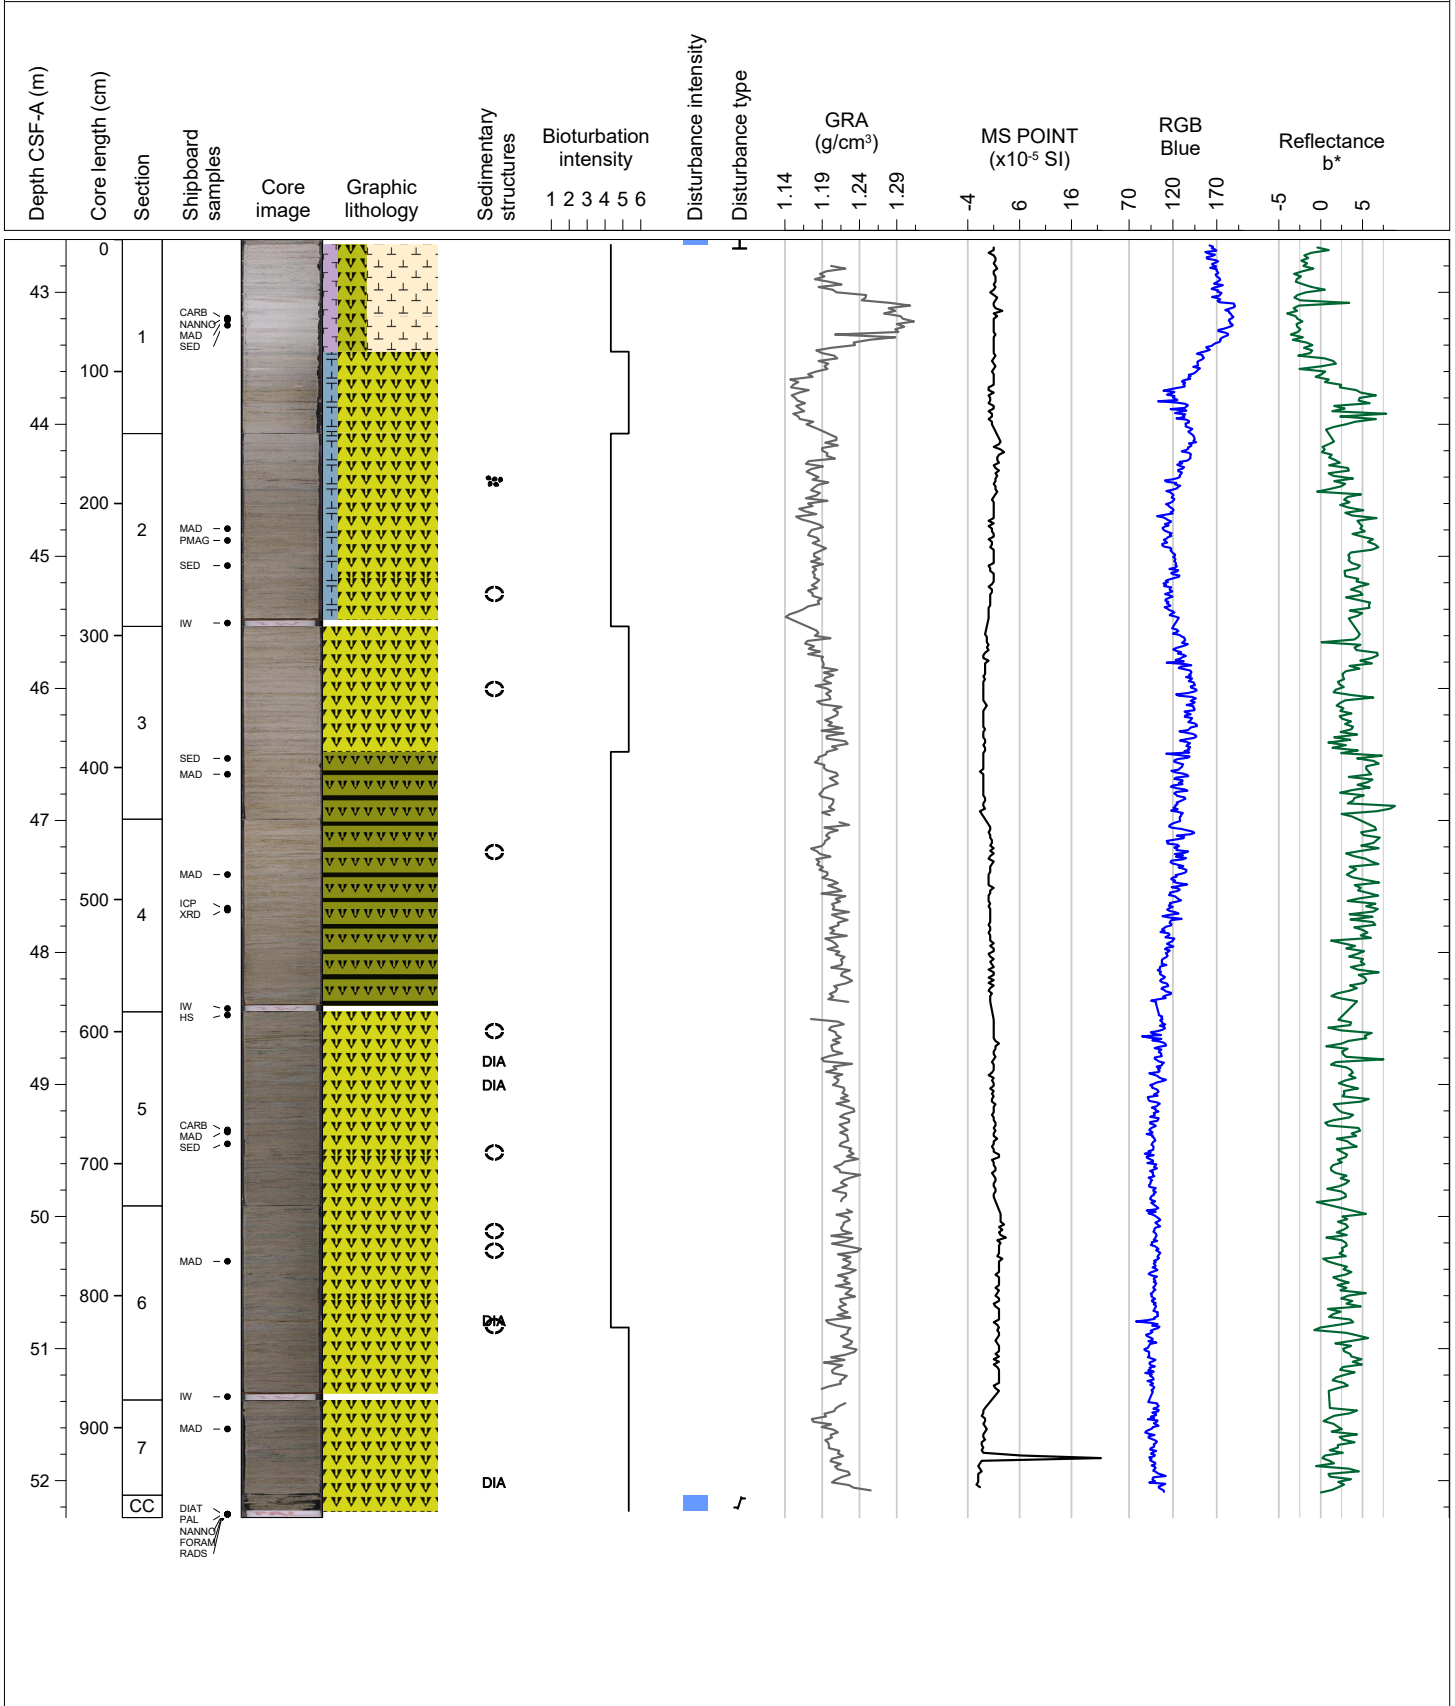 Depth CSF-A (m)
Core length (cm)
Section
Shipboard
samples
Core
image
Graphic
lithology
Sedimentary
structures
Bioturbation
intensity
1 2 3 4 5 6
Disturbance intensity
Disturbance type
GRA
(g/cm³)
1.14 1.19 1.24 1.29
MS POINT
(x10⁻⁵ SI)
-4 6 16
RGB
Blue
70 120 170
Reflectance
b*
-5 0 5
0
43
CARB
NANNO
MAD
SED
1
100
44
200
MAD
2
PMAG
45
SED
IW
300
46
3
SED
400
MAD
47
MAD
500
ICP
XRD
4
48
IW
HS
600
DIA
49
DIA
5
CARB
MAD
SED
700
50
MAD
800
6
DIA
51
IW
900
MAD
7
52
DIA
CC
DIAT
PAL
NANNO
FORAM
RADS